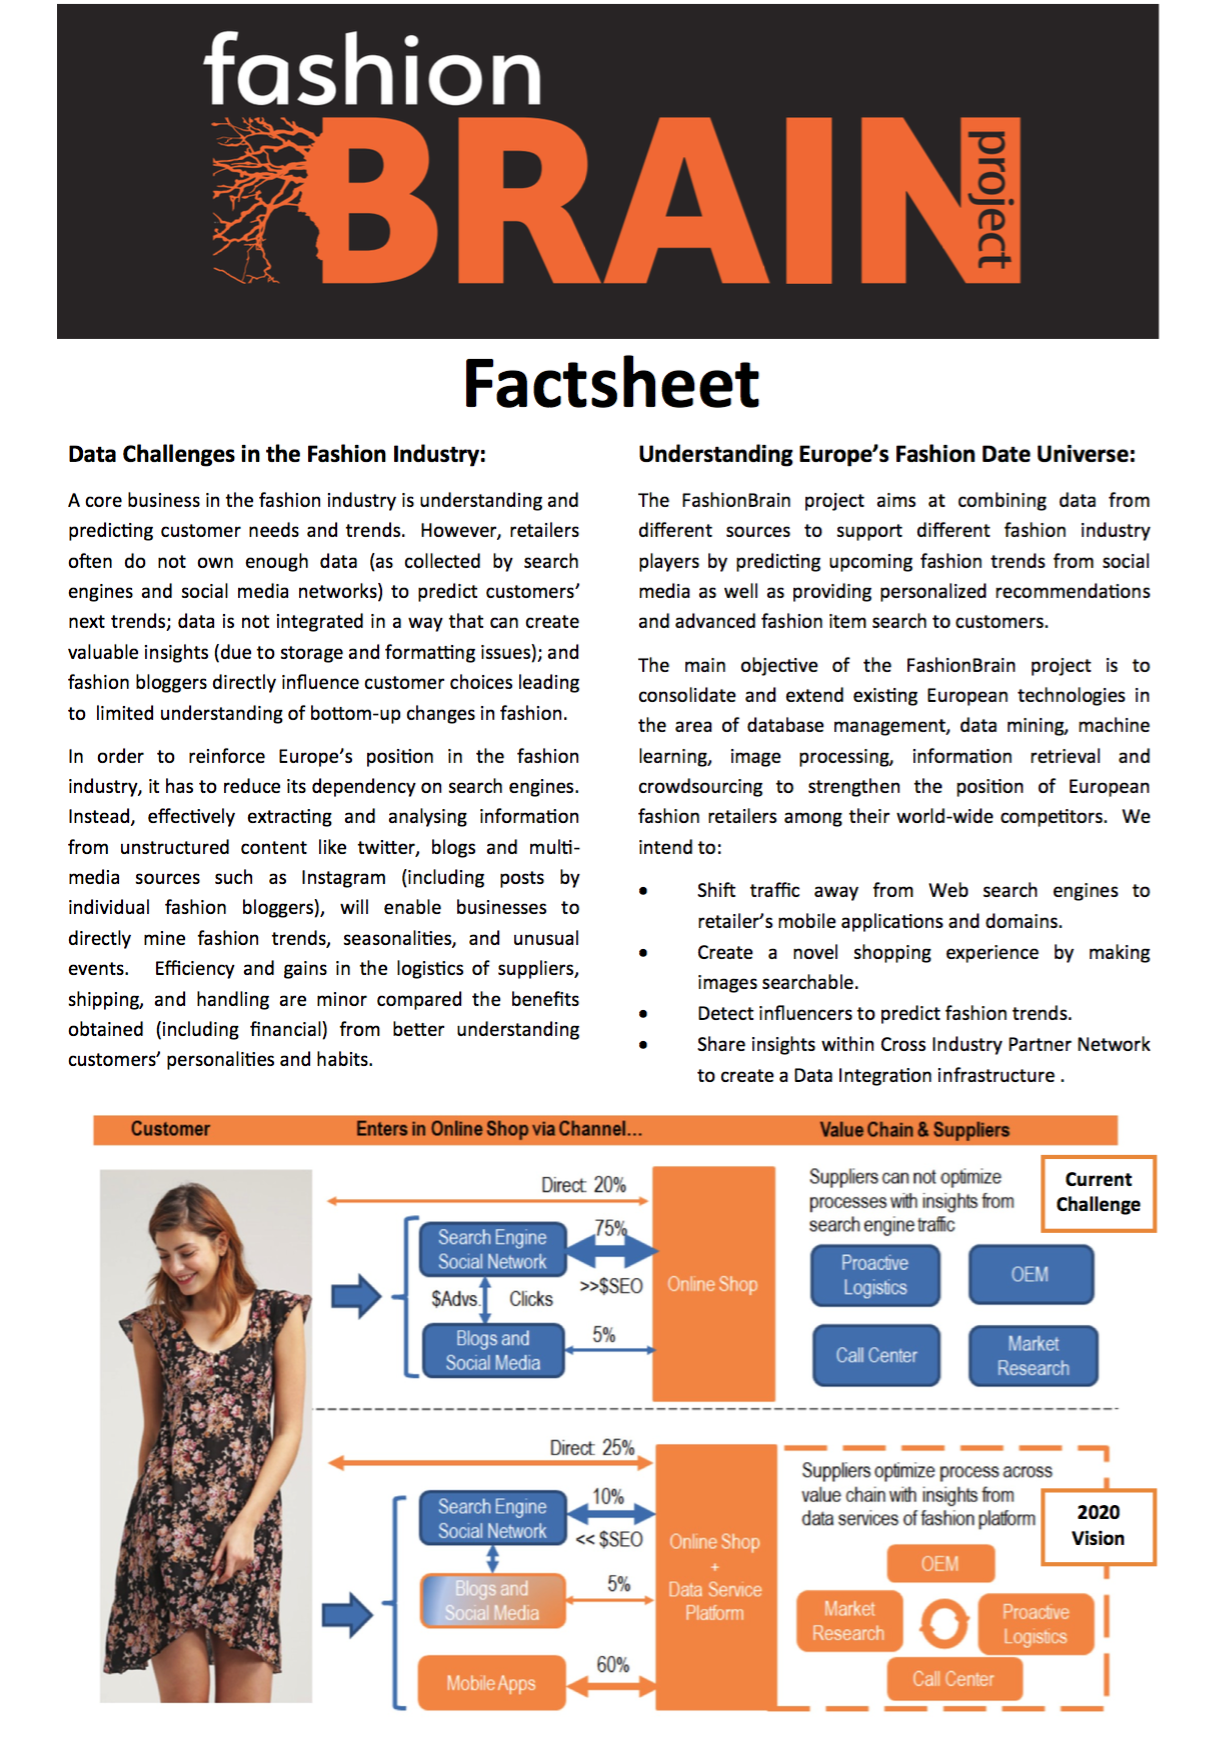 fashion
BRAIN
project
Factsheet
Data Challenges in the Fashion Industry:
A core business in the fashion industry is understanding and
predicting customer needs and trends. However, retailers
often do not own enough data (as collected by search
engines and social media networks) to predict customers’
next trends; data is not integrated in a way that can create
valuable insights (due to storage and formatting issues); and
fashion bloggers directly influence customer choices leading
to limited understanding of bottom-up changes in fashion.
In order to reinforce Europe’s position in the fashion
industry, it has to reduce its dependency on search engines.
Instead, effectively extracting and analysing information
from unstructured content like twitter, blogs and multi-
media sources such as Instagram (including posts by
individual fashion bloggers), will enable businesses to
directly mine fashion trends, seasonalities, and unusual
events. Efficiency and gains in the logistics of suppliers,
shipping, and handling are minor compared the benefits
obtained (including financial) from better understanding
customers’ personalities and habits.
Understanding Europe’s Fashion Date Universe:
The FashionBrain project aims at combining data from
different sources to support different fashion industry
players by predicting upcoming fashion trends from social
media as well as providing personalized recommendations
and advanced fashion item search to customers.
The main objective of the FashionBrain project is to
consolidate and extend existing European technologies in
the area of database management, data mining, machine
learning, image processing, information retrieval and
crowdsourcing to strengthen the position of European
fashion retailers among their world-wide competitors. We
intend to:
• Shift traffic away from Web search engines to
retailer’s mobile applications and domains.
• Create a novel shopping experience by making
images searchable.
• Detect influencers to predict fashion trends.
• Share insights within Cross Industry Partner Network
to create a Data Integration infrastructure .
Customer
Enters in Online Shop via Channel...
Value Chain & Suppliers
Direct 20%
Search Engine
Social Network
75%
>>$SEO
$Advs.
Clicks
Blogs and
Social Media
5%
Online Shop
Suppliers can not optimize
processes with insights from
search engine traffic
Current
Challenge
Proactive
Logistics
OEM
Call Center
Market
Research
Direct 25%
Search Engine
Social Network
10%
<< $SEO
Blogs and
Social Media
5%
Mobile Apps
60%
Online Shop
+
Data Service
Platform
Suppliers optimize process across
value chain with insights from
data services of fashion platform
2020
Vision
OEM
Market
Research
Proactive
Logistics
Call Center